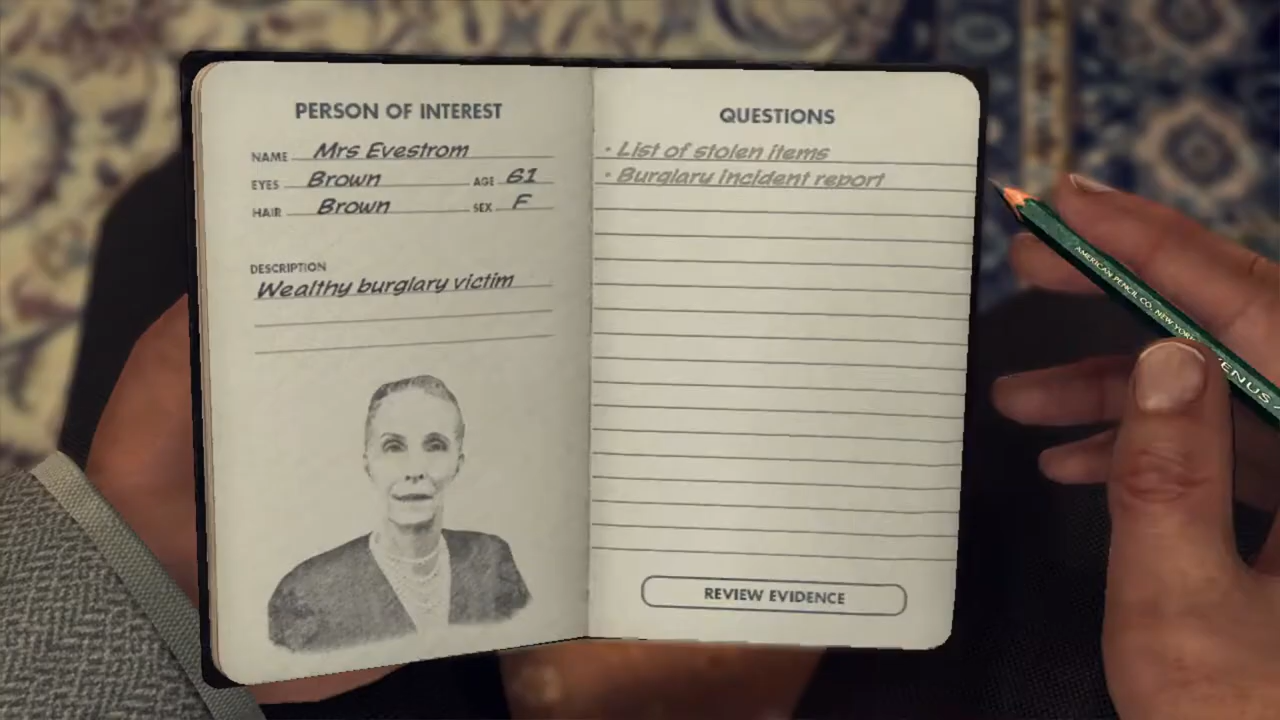 PERSON OF INTEREST
NAME Mrs Evestrom
EYES Brown AGE 61
HAIR Brown SEX F
DESCRIPTION
Wealthy burglary victim
QUESTIONS
· List of stolen items
· Burglary incident report
REVIEW EVIDENCE
AMERICAN PENCIL CO. NEW YORK
VENUS